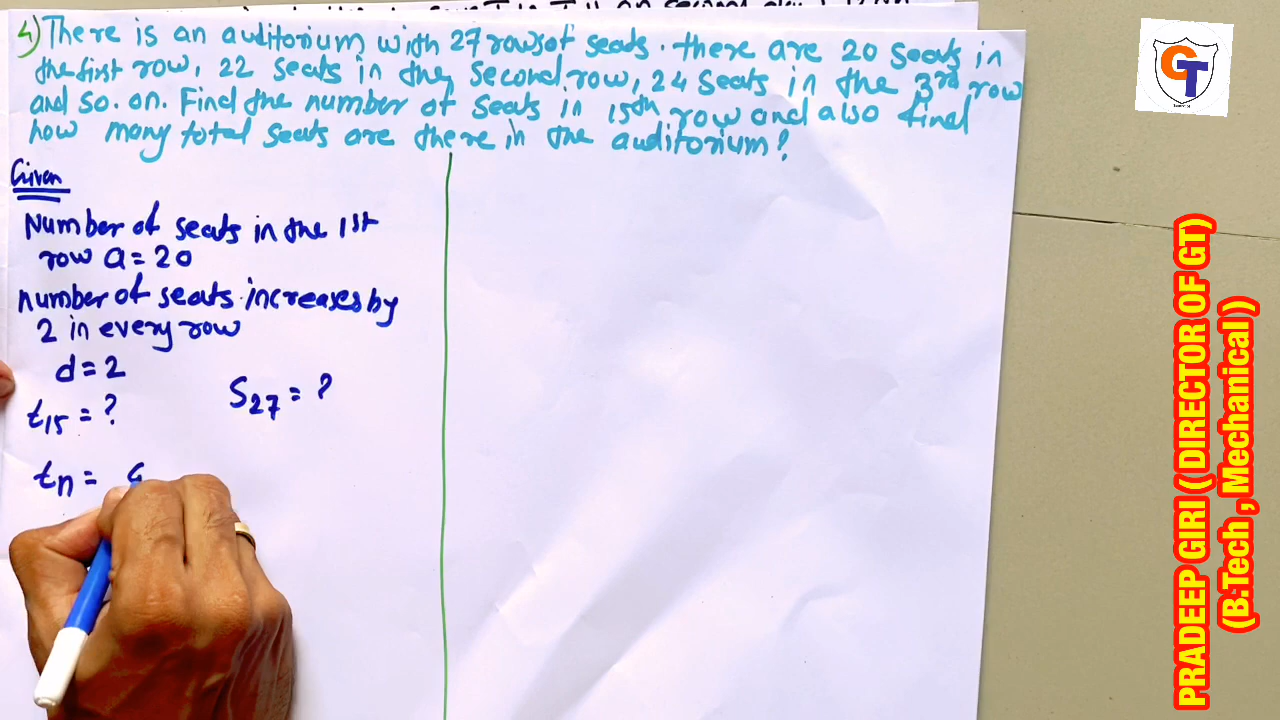 4) There is an auditorium with 27 rows of seats. there are 20 seats in
the first row, 22 seats in the second row, 24 seats in the 3rd row
and so. on. Find the number of seats in 15th row and also find
how many total seats are there in the auditorium?
Given
Number of seats in the 1st
row a = 20
number of seats increases by
2 in every row
d = 2
t15 = ?
S27 = ?
tn =
GT
PRADEEP GIRI ( DIRECTOR OF GT)
(B.Tech , Mechanical )